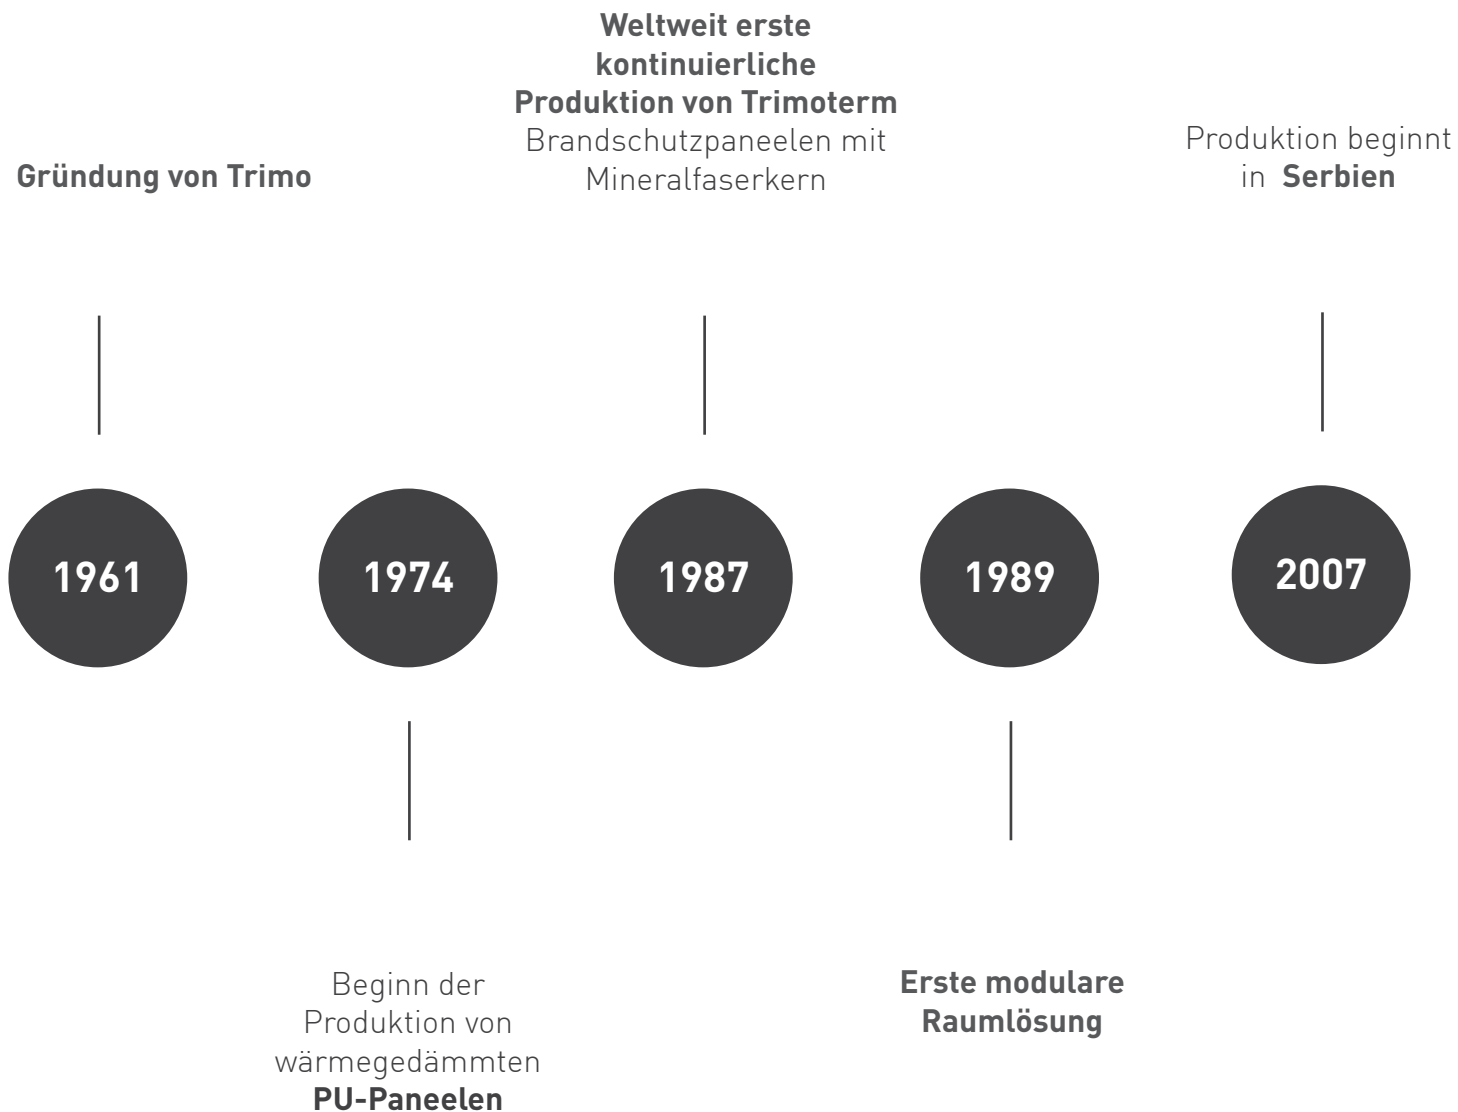 Weltweit erste
kontinuierliche
Produktion von Trimoterm
Brandschutzpaneelen mit
Mineralfaserkern
Gründung von Trimo
Produktion beginnt
in Serbien
1961
1974
1987
1989
2007
Beginn der
Produktion von
wärmegedämmten
PU-Paneelen
Erste modulare
Raumlösung